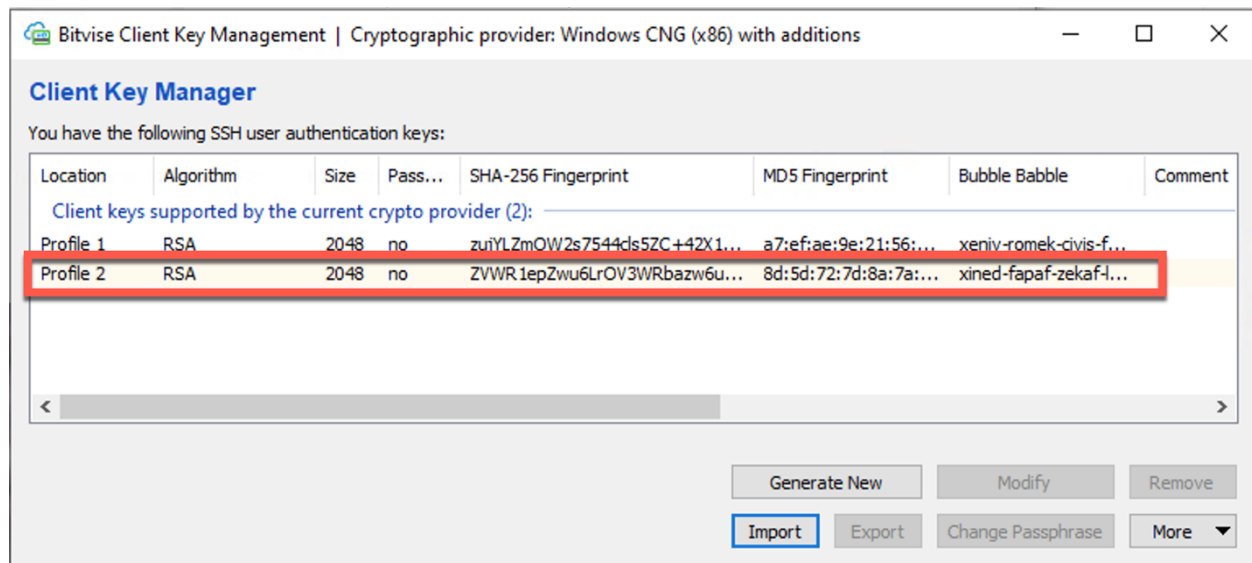 Bitvise Client Key Management | Cryptographic provider: Windows CNG (x86) with additions
Client Key Manager
You have the following SSH user authentication keys:
Location Algorithm Size Pass... SHA-256 Fingerprint MD5 Fingerprint Bubble Babble Comment
Client keys supported by the current crypto provider (2):
Profile 1 RSA 2048 no zuiYLZmOW2s7544cls5ZC+42X1... a7:ef:ae:9e:21:56:... xeniv-romek-civis-f...
Profile 2 RSA 2048 no ZVWR1epZwu6LrOV3WRbazw6u... 8d:5d:72:7d:8a:7a:... xined-fapaf-zekaf-l...
Generate New Modify Remove
Import Export Change Passphrase More